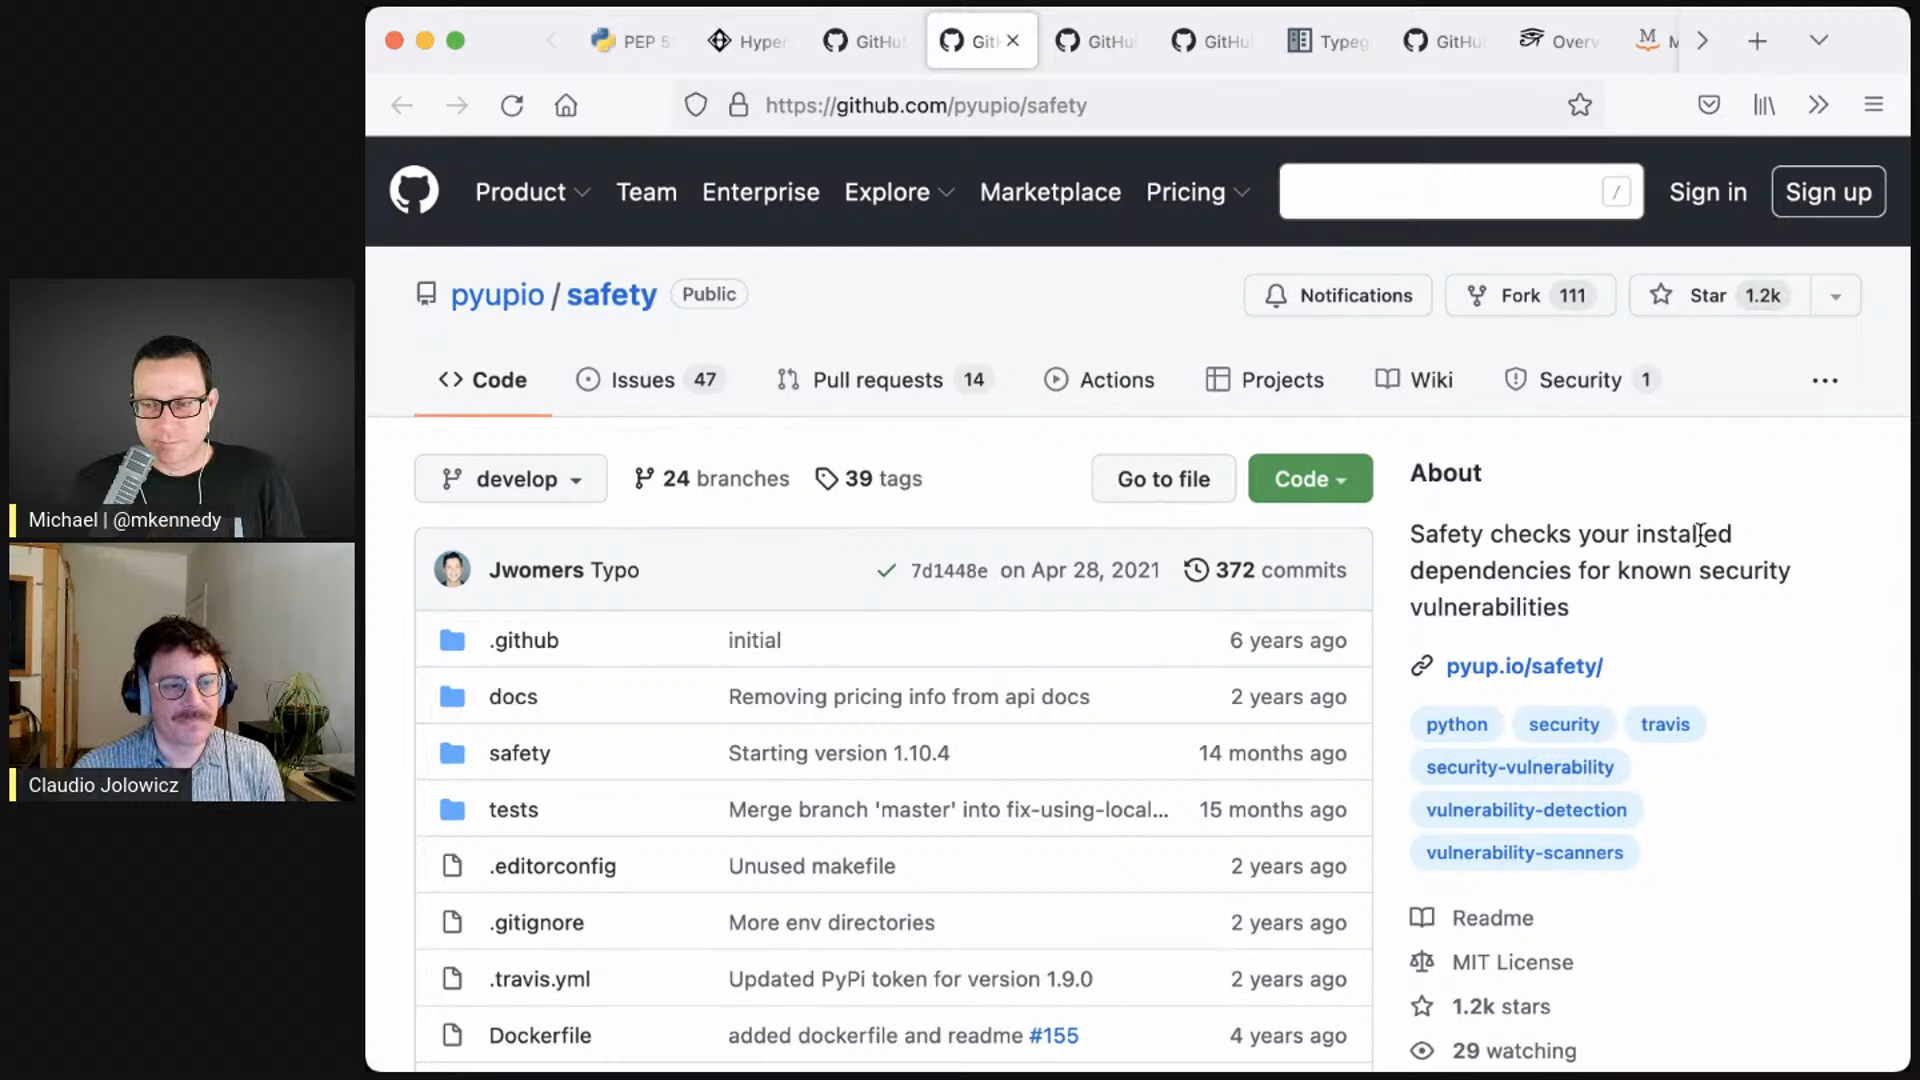 PEP 5
Hyper
GitHu
Git
GitHu
GitHu
Typeg
GitHu
Overv
M
https://github.com/pyupio/safety
Product
Team
Enterprise
Explore
Marketplace
Pricing
/
Sign in
Sign up
pyupio / safety
Public
Notifications
Fork 111
Star 1.2k
Code
Issues 47
Pull requests 14
Actions
Projects
Wiki
Security 1
develop
24 branches
39 tags
Go to file
Code
Jwomers Typo
7d1448e on Apr 28, 2021
372 commits
.github initial 6 years ago
docs Removing pricing info from api docs 2 years ago
safety Starting version 1.10.4 14 months ago
tests Merge branch 'master' into fix-using-local... 15 months ago
.editorconfig Unused makefile 2 years ago
.gitignore More env directories 2 years ago
.travis.yml Updated PyPi token for version 1.9.0 2 years ago
Dockerfile added dockerfile and readme #155 4 years ago
About
Safety checks your installed
dependencies for known security
vulnerabilities
pyup.io/safety/
python security travis
security-vulnerability
vulnerability-detection
vulnerability-scanners
Readme
MIT License
1.2k stars
29 watching
Michael | @mkennedy
Claudio Jolowicz